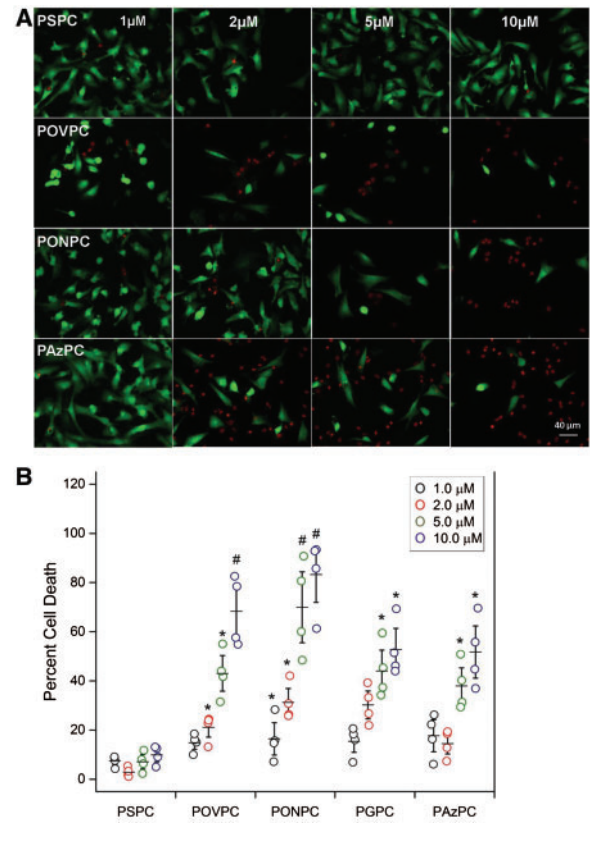 A
PSPC 1μM 2μM 5μM 10μM
POVPC
PONPC
PAzPC
40 μm
B
120
100
80
60
40
20
0
Percent Cell Death
1.0 μM
2.0 μM
5.0 μM
10.0 μM
# # #
* * * * * * * *
PSPC POVPC PONPC PGPC PAzPC